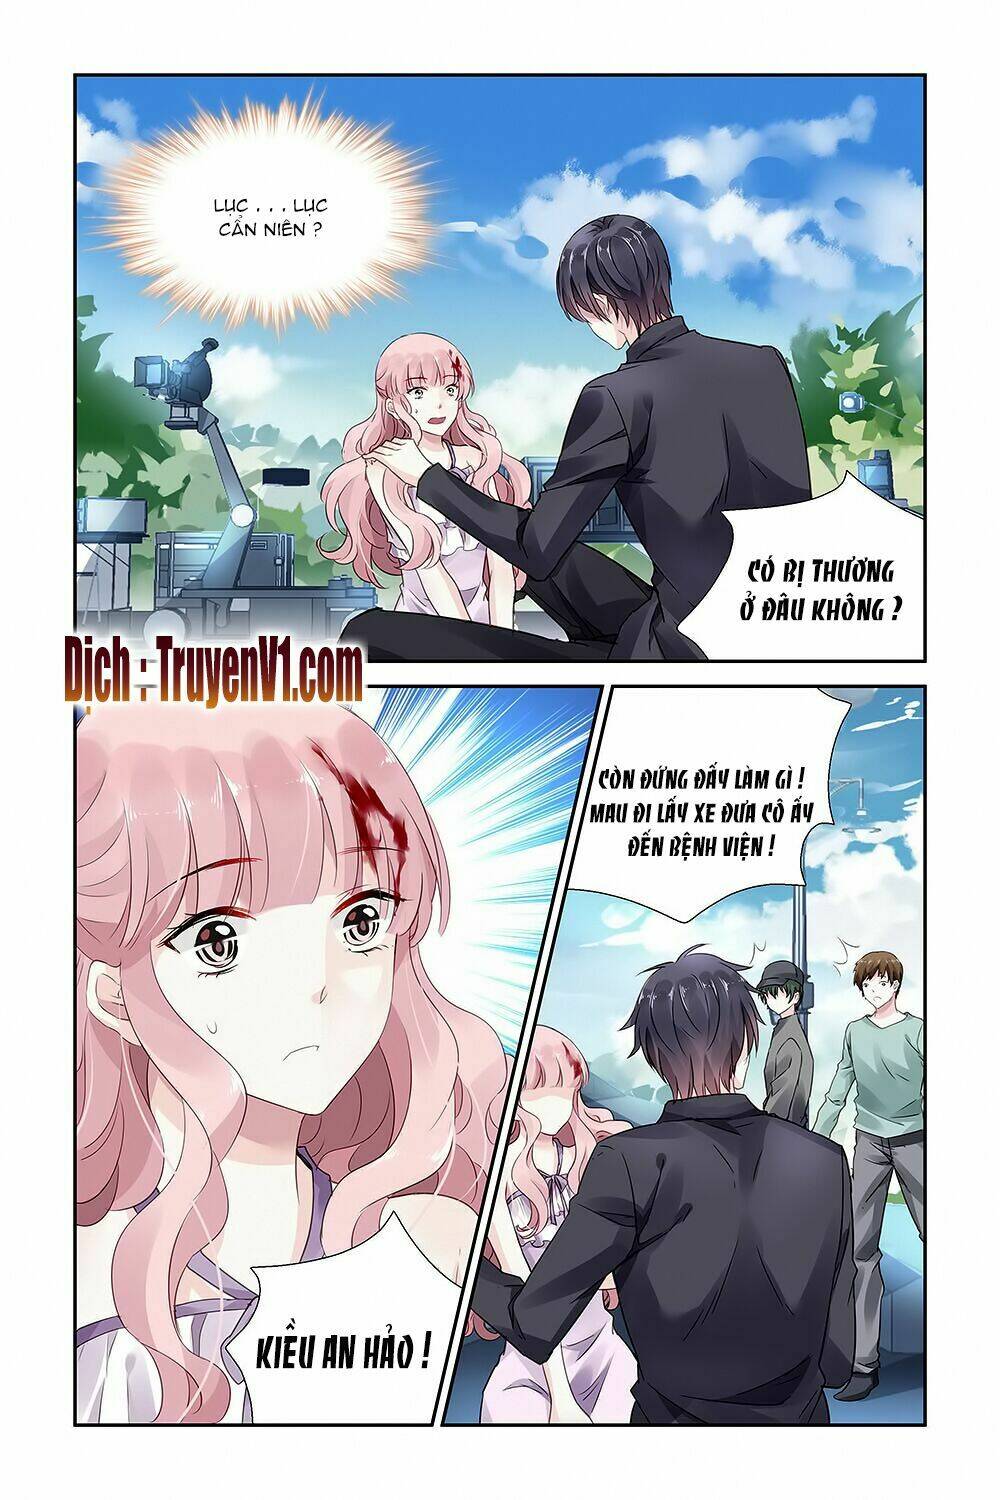 LỤC . . . LỤC
CẨN NIÊN ?
CÓ BỊ THƯƠNG
Ở ĐÂU KHÔNG ?
Dịch : TruyenV1.com
CÒN ĐỨNG ĐẤY LÀM GÌ !
MAU ĐI LẤY XE ĐƯA CÔ ẤY
ĐẾN BỆNH VIỆN !
KIỀU AN HẢO !